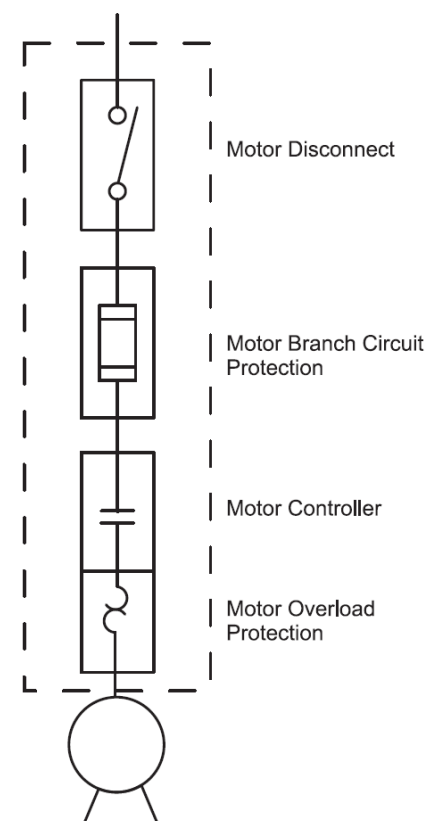 Motor Disconnect
Motor Branch Circuit
Protection
Motor Controller
Motor Overload
Protection